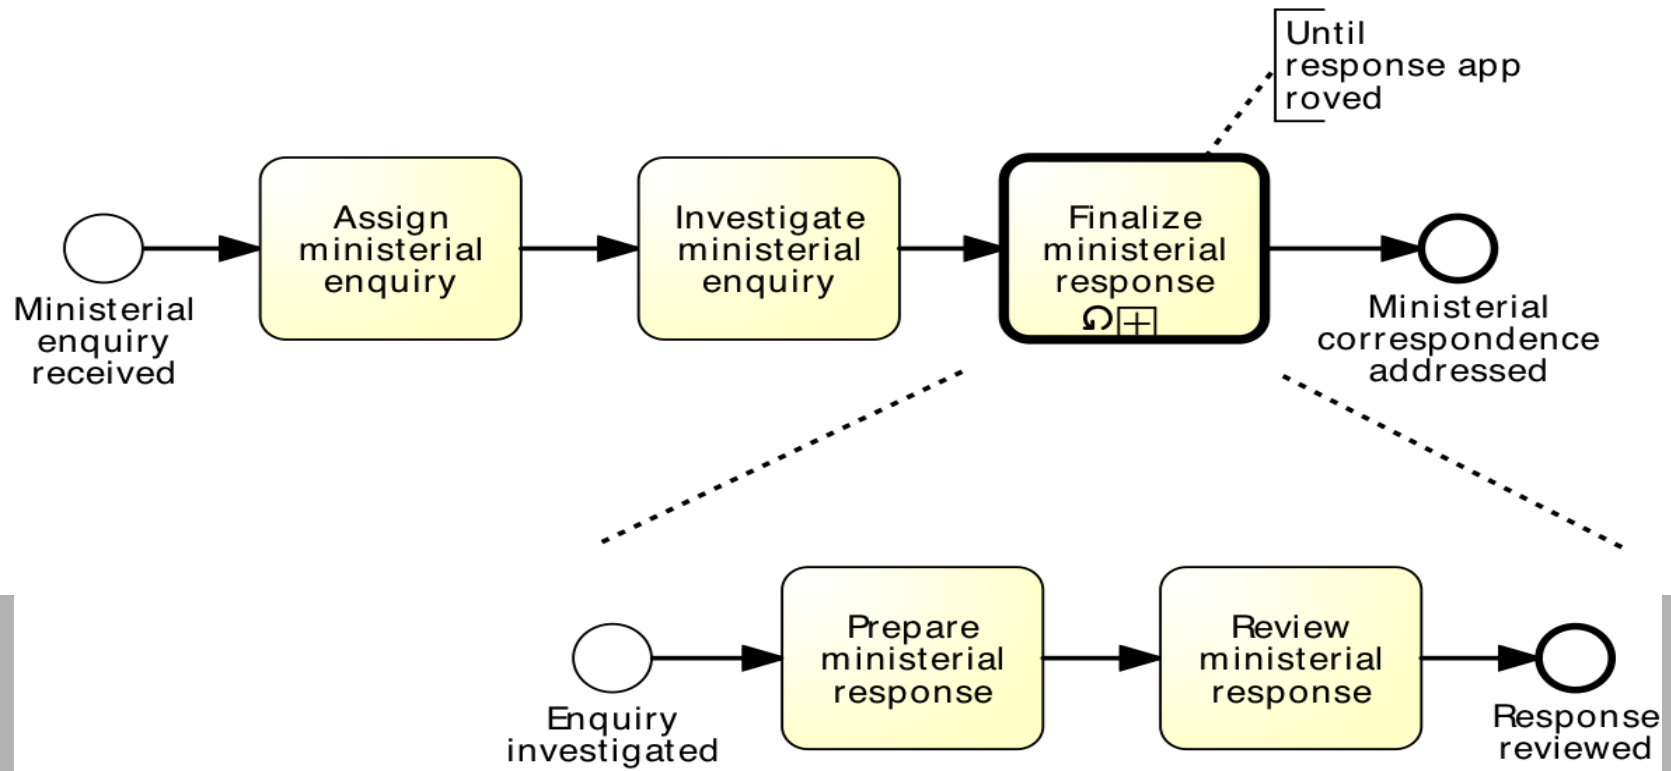 Until
response app
roved
Assign
ministerial
enquiry
Investigate
ministerial
enquiry
Finalize
ministerial
response
Ministerial
enquiry
received
Ministerial
correspondence
addressed
Prepare
ministerial
response
Review
ministerial
response
Enquiry
investigated
Response
reviewed